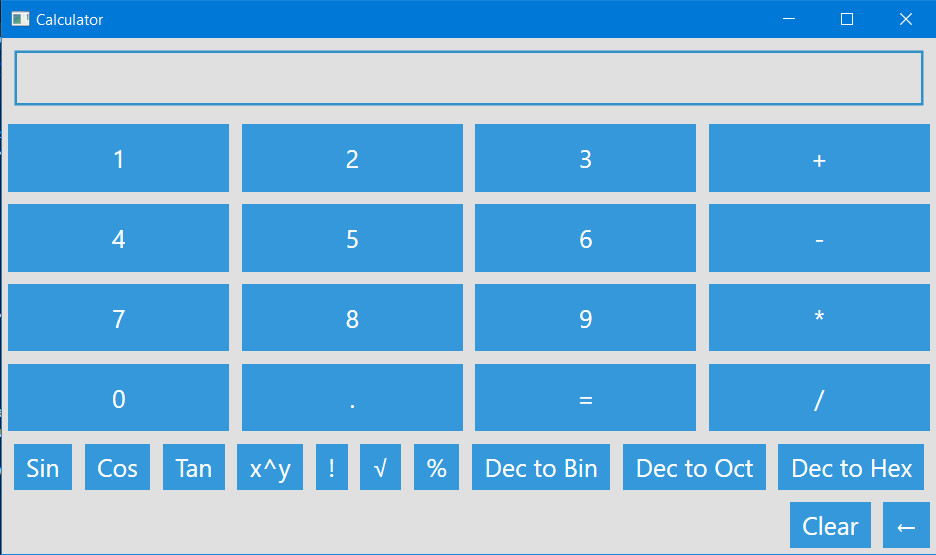 Calculator
1 2 3 +
4 5 6 -
7 8 9 *
0 . = /
Sin Cos Tan x^y ! √ % Dec to Bin Dec to Oct Dec to Hex
Clear ←